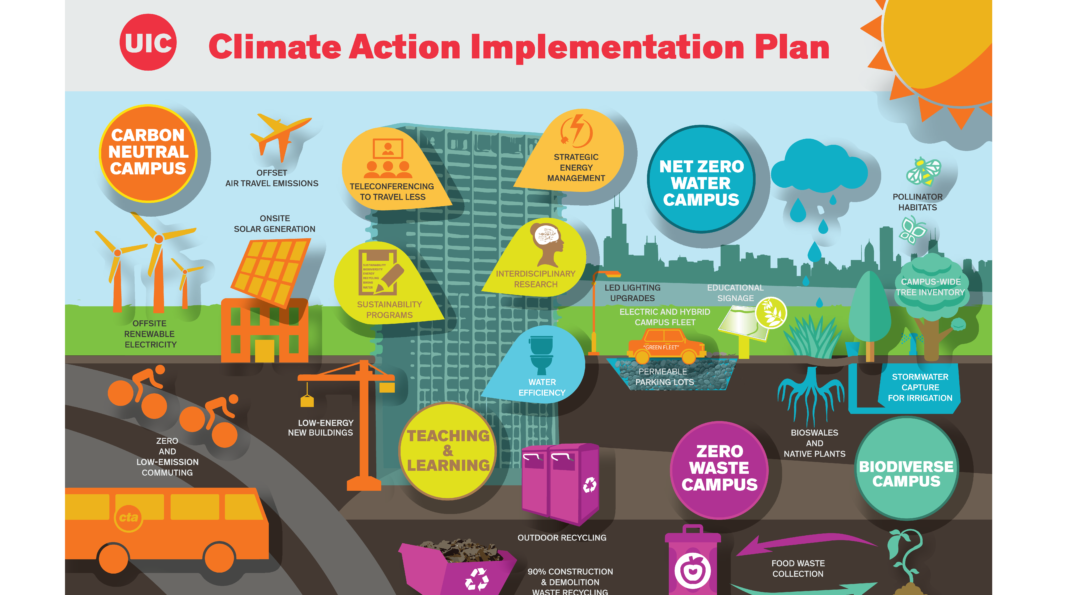 UIC
Climate Action Implementation Plan
CARBON
NEUTRAL
CAMPUS
OFFSET
AIR TRAVEL EMISSIONS
TELECONFERENCING
TO TRAVEL LESS
STRATEGIC
ENERGY
MANAGEMENT
NET ZERO
WATER
CAMPUS
POLLINATOR
HABITATS
ONSITE
SOLAR GENERATION
INTERDISCIPLINARY
RESEARCH
SUSTAINABILITY
PROGRAMS
LED LIGHTING
UPGRADES
EDUCATIONAL
SIGNAGE
CAMPUS-WIDE
TREE INVENTORY
ELECTRIC AND HYBRID
CAMPUS FLEET
"GREEN FLEET"
OFFSITE
RENEWABLE
ELECTRICITY
PERMEABLE
PARKING LOTS
WATER
EFFICIENCY
STORMWATER
CAPTURE
FOR IRRIGATION
LOW-ENERGY
NEW BUILDINGS
ZERO
AND
LOW-EMISSION
COMMUTING
TEACHING
&
LEARNING
BIOSWALES
AND
NATIVE PLANTS
ZERO
WASTE
CAMPUS
BIODIVERSE
CAMPUS
cta
OUTDOOR RECYCLING
90% CONSTRUCTION
& DEMOLITION
WASTE RECYCLING
FOOD WASTE
COLLECTION